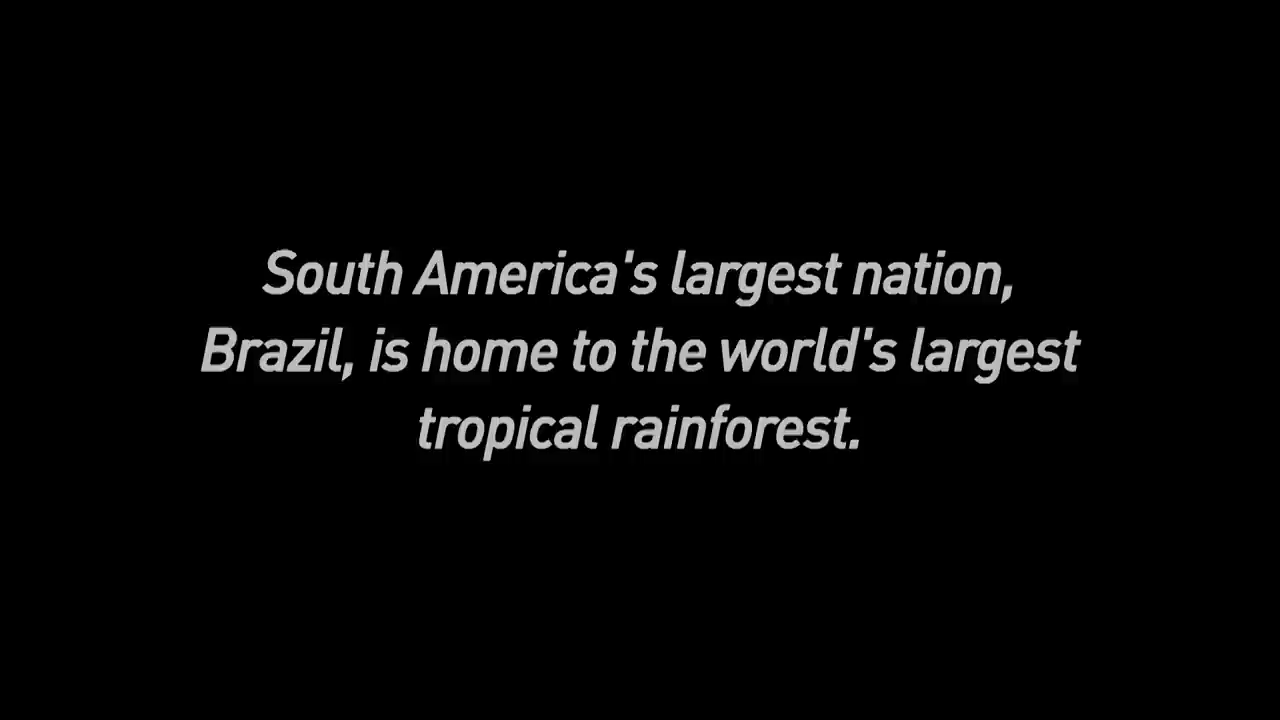 South America's largest nation,
Brazil, is home to the world's largest
tropical rainforest.